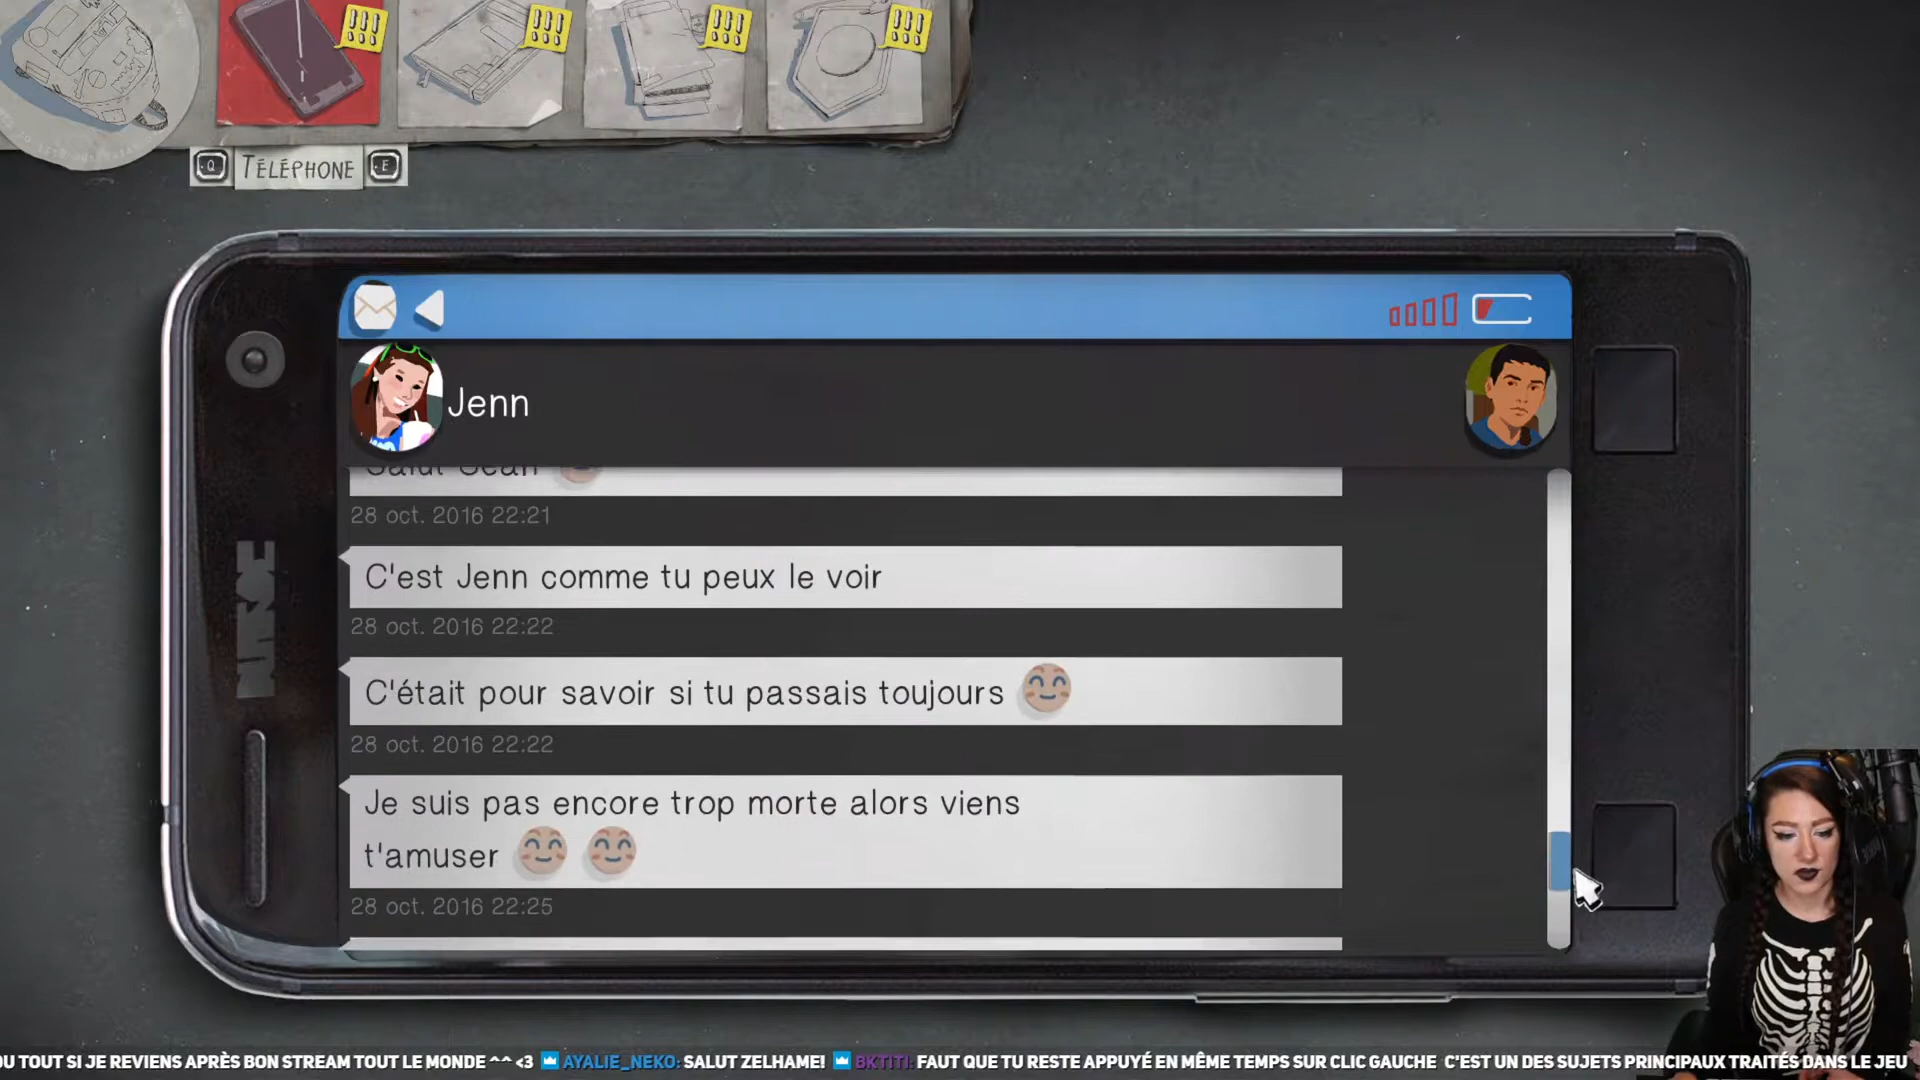 Q TÉLÉPHONE E
Jenn
Salut Sean
28 oct. 2016 22:21
C'est Jenn comme tu peux le voir
28 oct. 2016 22:22
C'était pour savoir si tu passais toujours
28 oct. 2016 22:22
Je suis pas encore trop morte alors viens
t'amuser
28 oct. 2016 22:25
OU TOUT SI JE REVIENS APRÈS BON STREAM TOUT LE MONDE ^^ <3 AYALIE_NEKO: SALUT ZELHAME! BKTITI: FAUT QUE TU RESTE APPUYÉ EN MÊME TEMPS SUR CLIC GAUCHE C'EST UN DES SUJETS PRINCIPAUX TRAITÉS DANS LE JEU